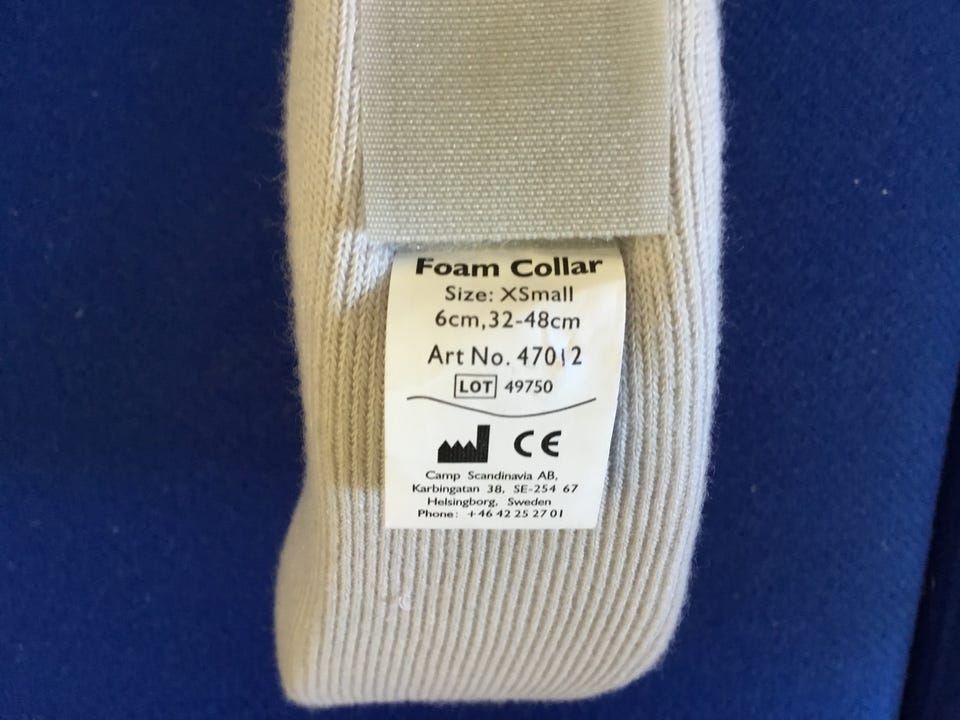 Foam Collar
Size: XSmall
6cm,32-48cm
Art No. 47012
LOT 49750
CE
Camp Scandinavia AB,
Karbingatan 38, SE-254 67
Helsingborg, Sweden
Phone: +46 42 25 27 01